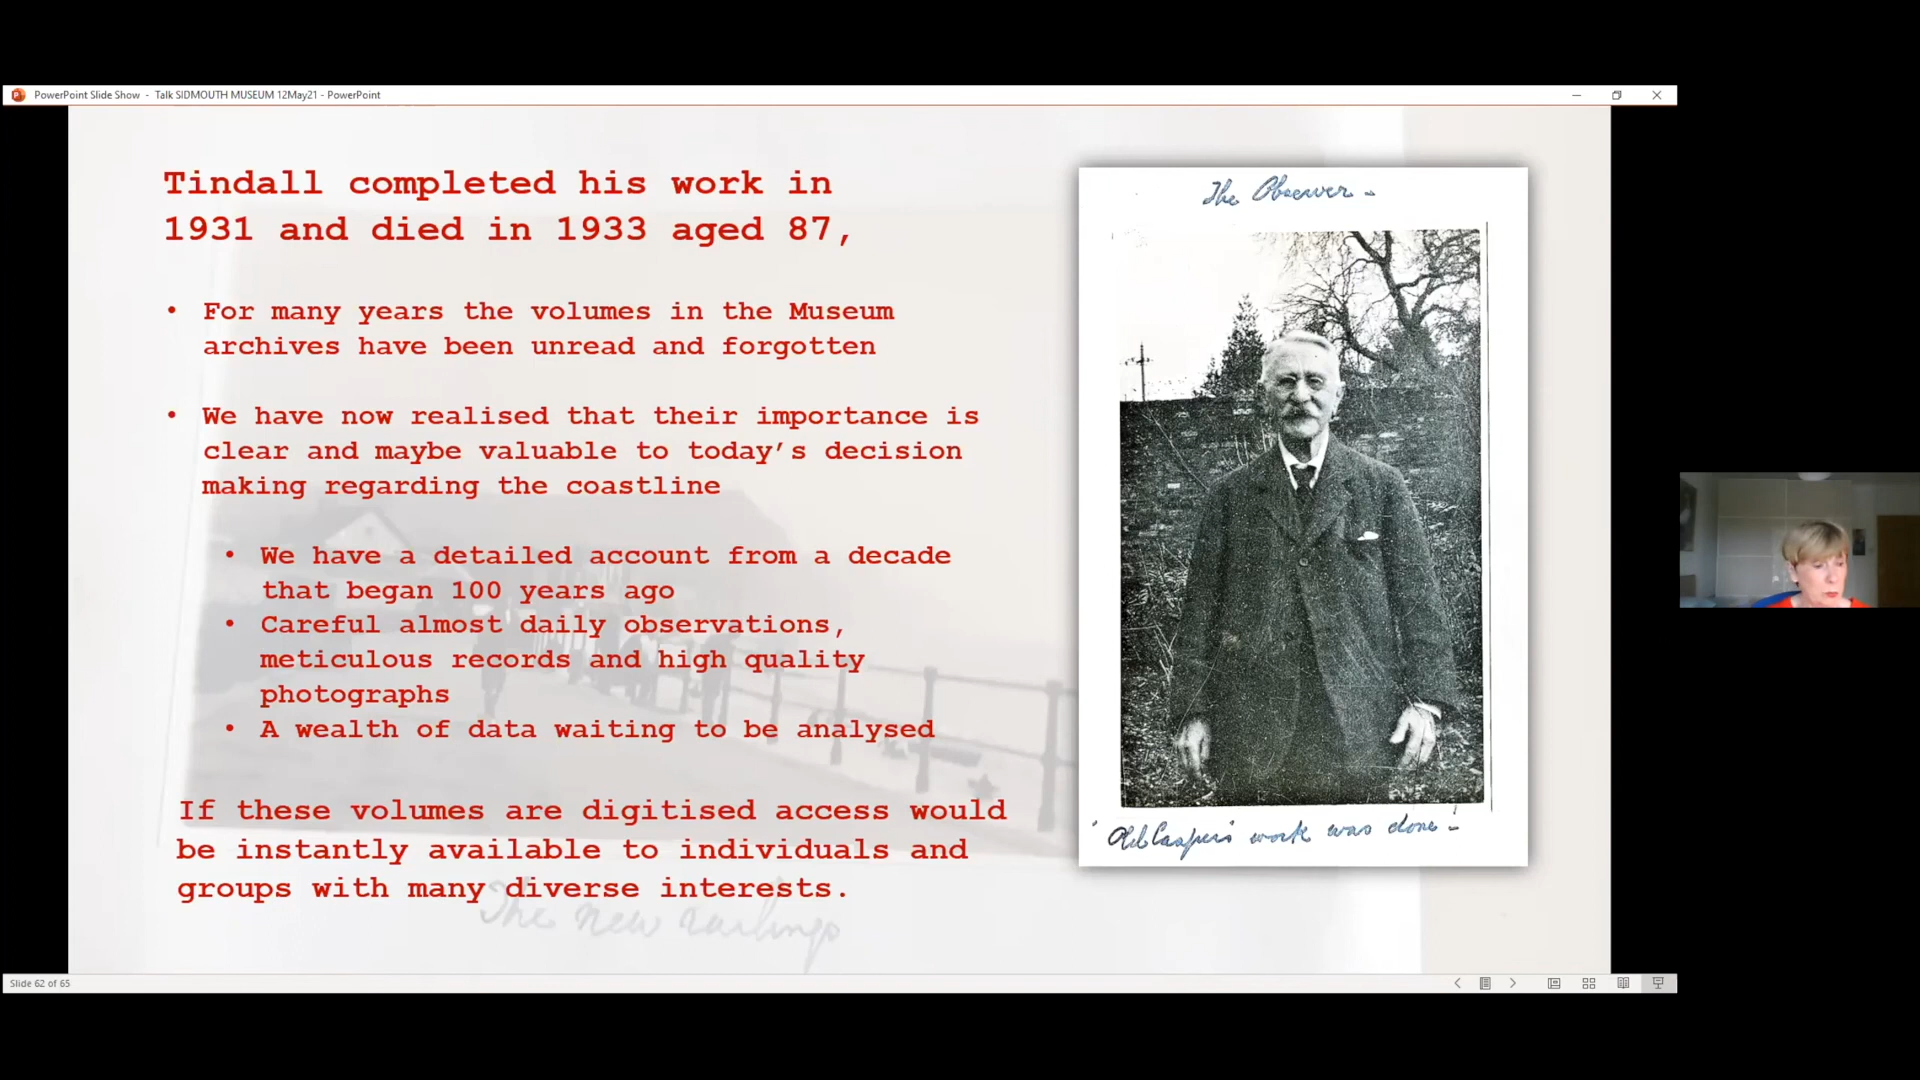 PowerPoint Slide Show - Talk SIDMOUTH MUSEUM 12May21 - PowerPoint
Tindall completed his work in
1931 and died in 1933 aged 87,
• For many years the volumes in the Museum
archives have been unread and forgotten
• We have now realised that their importance is
clear and maybe valuable to today’s decision
making regarding the coastline
• We have a detailed account from a decade
that began 100 years ago
• Careful almost daily observations,
meticulous records and high quality
photographs
• A wealth of data waiting to be analysed
If these volumes are digitised access would
be instantly available to individuals and
groups with many diverse interests.
The new railings
The Observer -
'Old Caspar's work was done -'
Slide 62 of 65